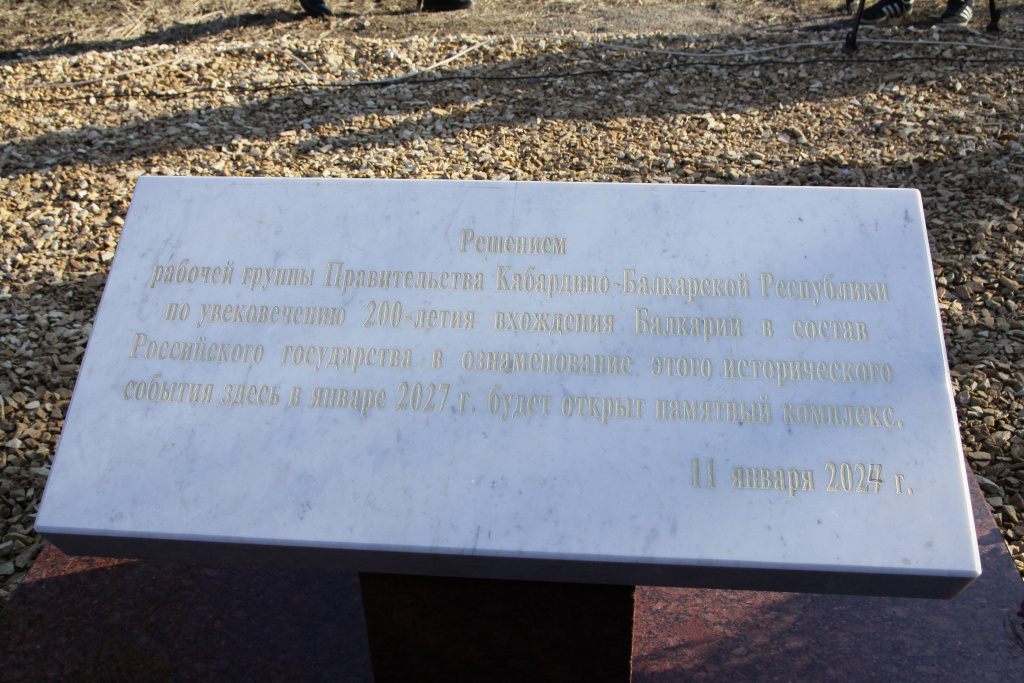 Решением
рабочей группы Правительства Кабардино-Балкарской Республики
по увековечению 200-летия вхождения Балкарии в состав
Российского государства в ознаменование этого исторического
события здесь в январе 2027 г. будет открыт памятный комплекс.
11 января 2024 г.